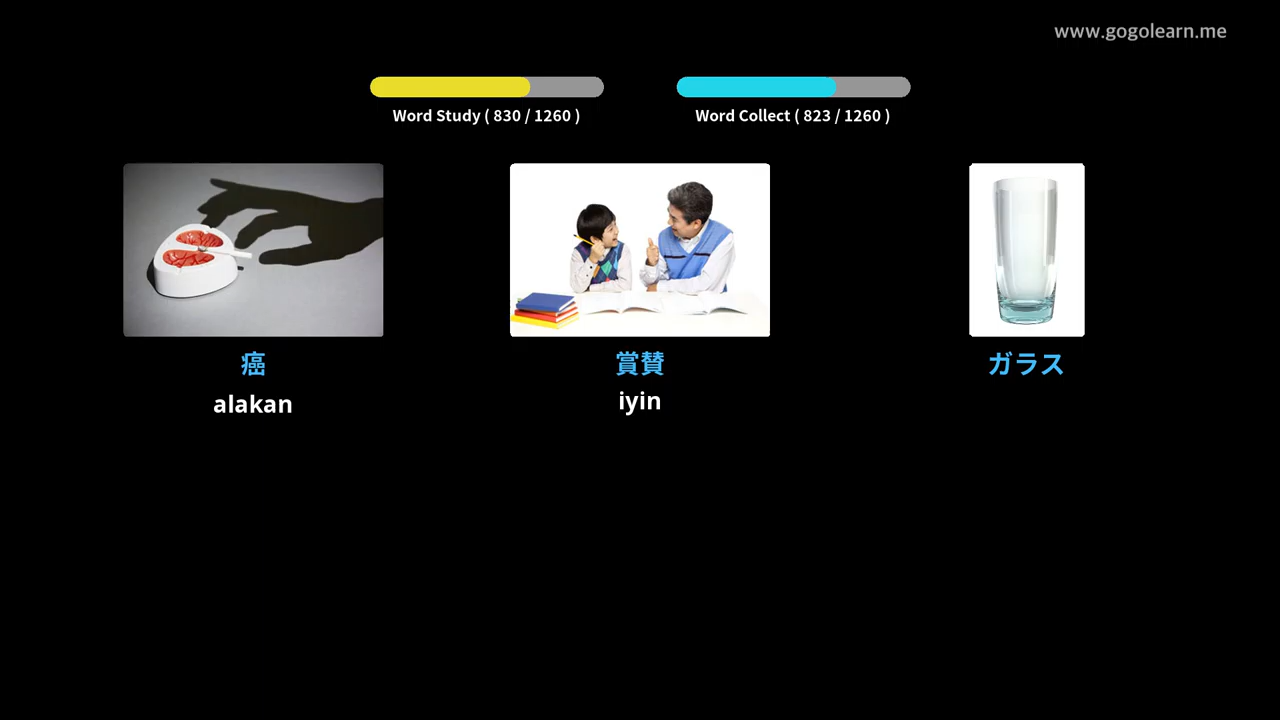 www.gogolearn.me
Word Study ( 830 / 1260 )
Word Collect ( 823 / 1260 )
癌
賞賛
ガラス
alakan
iyin